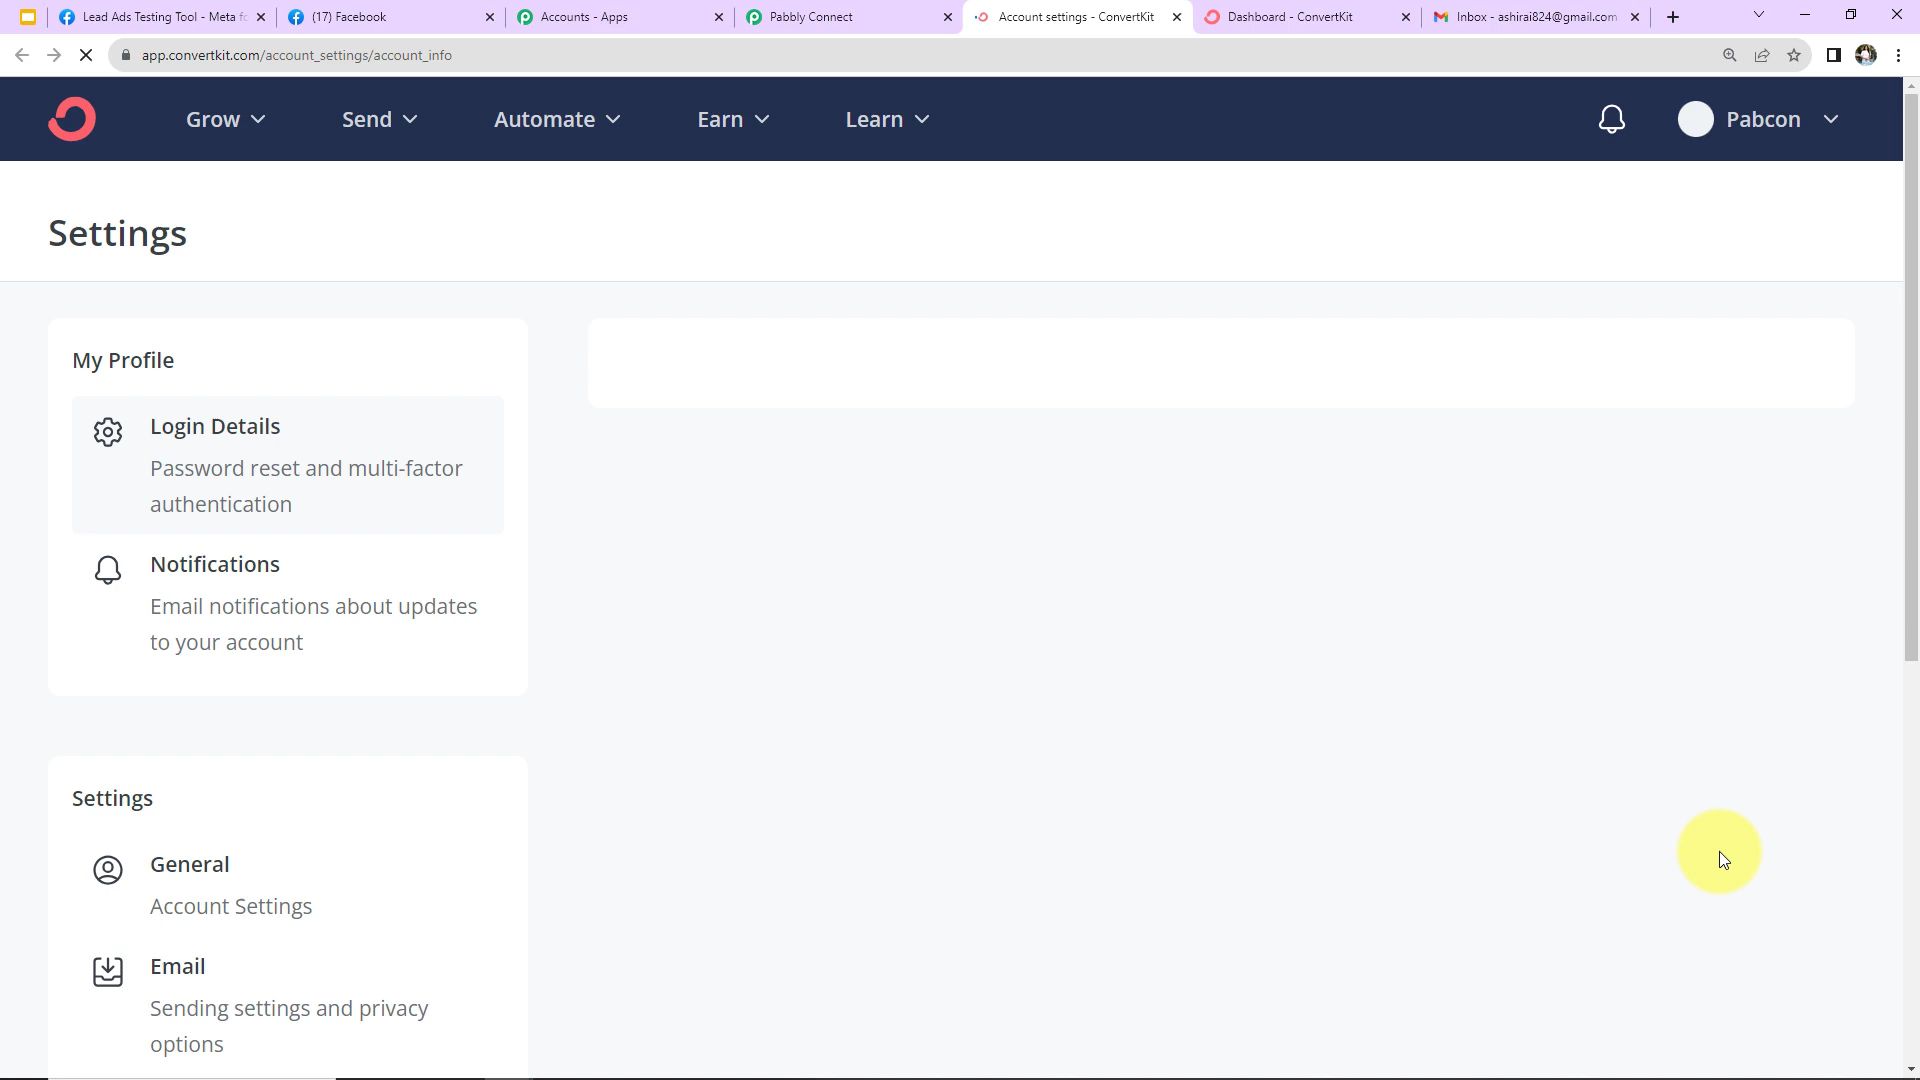 Lead Ads Testing Tool - Meta fo
(17) Facebook
Accounts - Apps
Pabbly Connect
Account settings - ConvertKit
Dashboard - ConvertKit
Inbox - ashirai824@gmail.com
app.convertkit.com/account_settings/account_info
Grow
Send
Automate
Earn
Learn
Pabcon
Settings
My Profile
Login Details
Password reset and multi-factor
authentication
Notifications
Email notifications about updates
to your account
Settings
General
Account Settings
Email
Sending settings and privacy
options